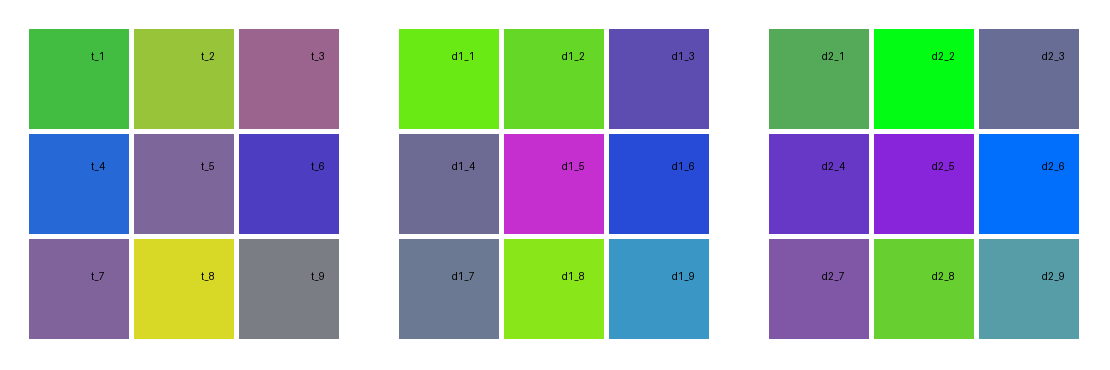 t_1 t_2 t_3 d1_1 d1_2 d1_3 d2_1 d2_2 d2_3
t_4 t_5 t_6 d1_4 d1_5 d1_6 d2_4 d2_5 d2_6
t_7 t_8 t_9 d1_7 d1_8 d1_9 d2_7 d2_8 d2_9